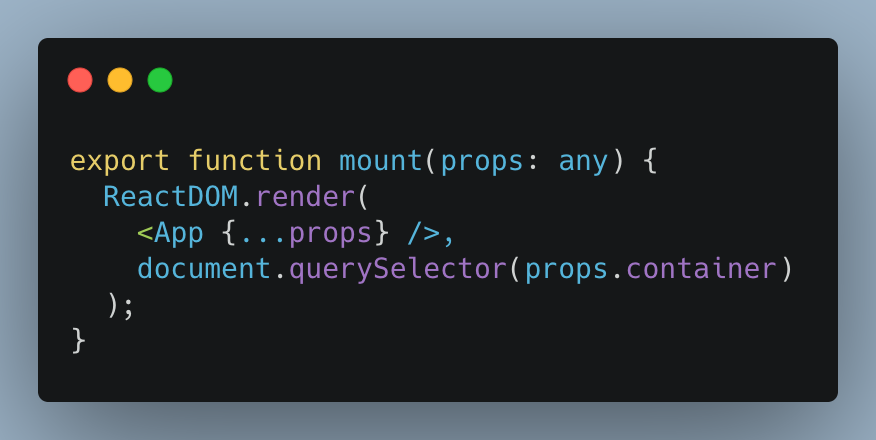 export function mount(props: any) {
  ReactDOM.render(
    <App {...props} />,
    document.querySelector(props.container)
  );
}